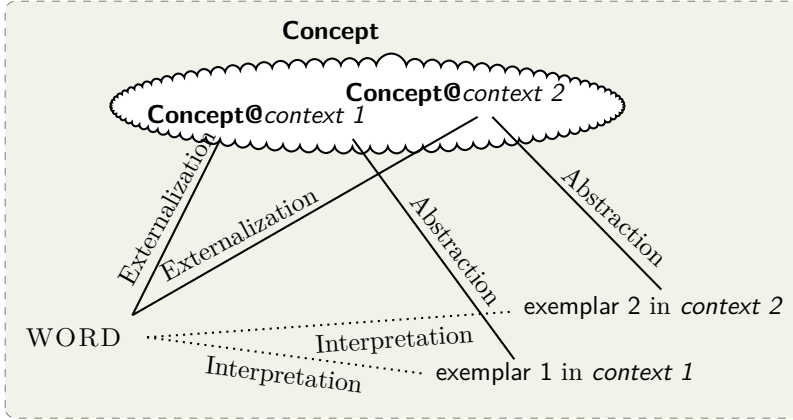 Concept
Concept@context 2
Concept@context 1
Externalization
Externalization
Abstraction
Abstraction
exemplar 2 in context 2
WORD
Interpretation
Interpretation
exemplar 1 in context 1